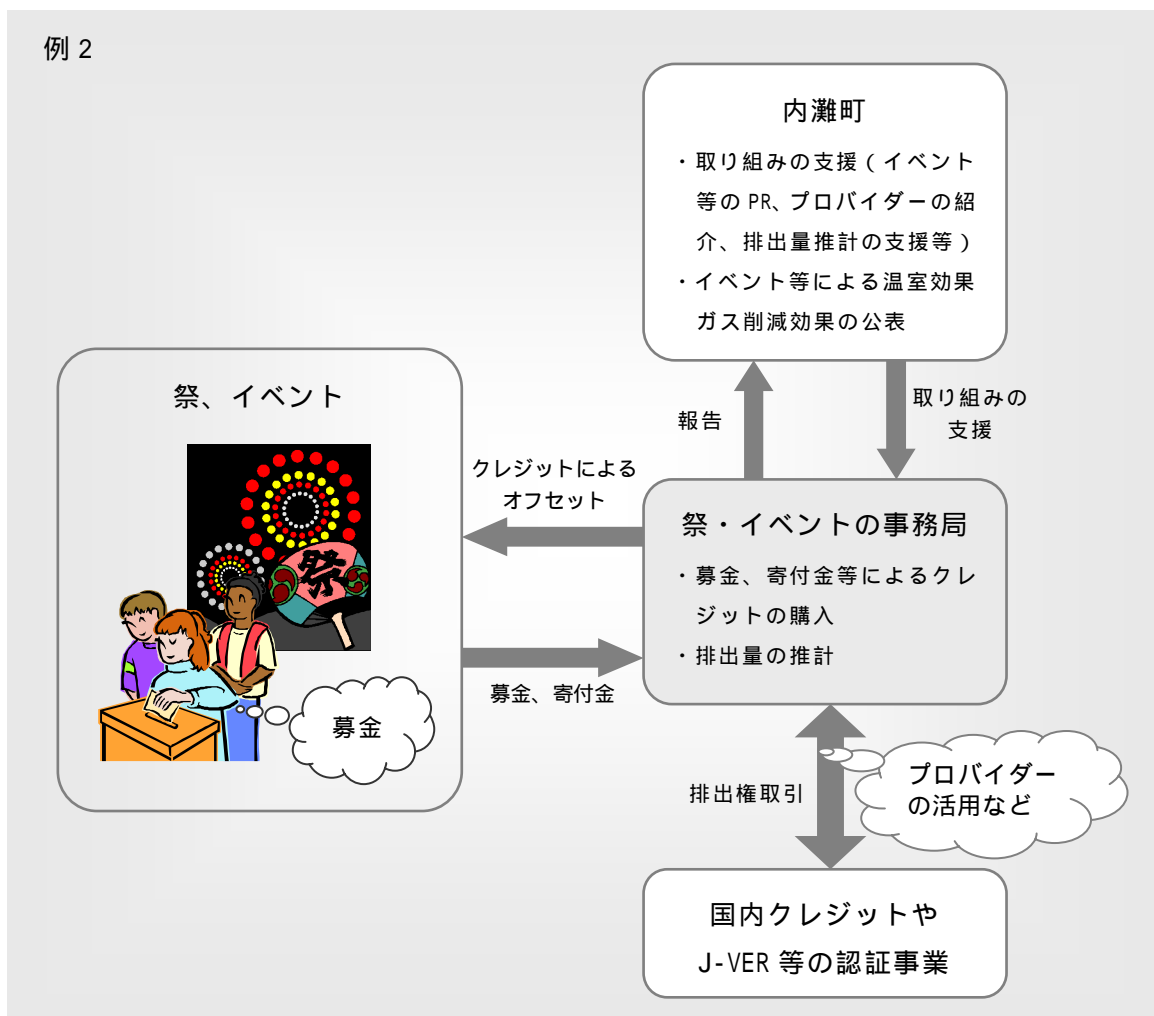 例2
内灘町
・取り組みの支援(イベント
等のPR、プロバイダーの紹
介、排出量推計の支援等)
・イベント等による温室効果
ガス削減効果の公表
報告
取り組みの
支援
祭、イベント
祭
募金
クレジットによる
オフセット
募金、寄付金
祭・イベントの事務局
・募金、寄付金等によるクレ
ジットの購入
・排出量の推計
排出権取引
プロバイダー
の活用など
国内クレジットや
J-VER 等の認証事業